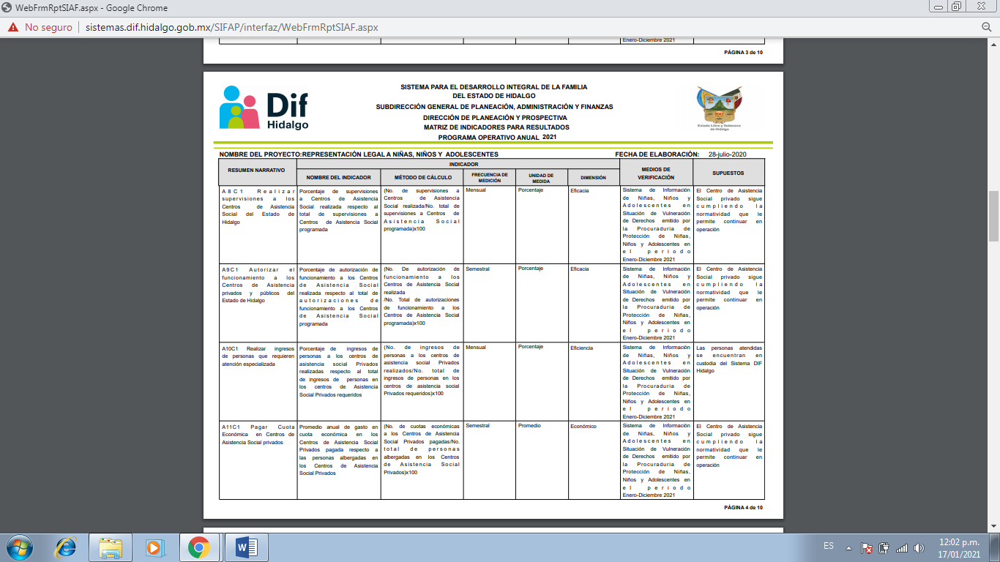 WebFrmRptSIAF.aspx - Google Chrome
No seguro
sistemas.dif.hidalgo.gob.mx/SIFAP/interfaz/WebFrmRptSIAF.aspx
Enero-Diciembre 2021
PÁGINA 3 de 10
Dif
Hidalgo
SISTEMA PARA EL DESARROLLO INTEGRAL DE LA FAMILIA
DEL ESTADO DE HIDALGO
SUBDIRECCIÓN GENERAL DE PLANEACIÓN, ADMINISTRACIÓN Y FINANZAS
DIRECCIÓN DE PLANEACIÓN Y PROSPECTIVA
MATRIZ DE INDICADORES PARA RESULTADOS
PROGRAMA OPERATIVO ANUAL 2021
Estado Libre y Soberano
de Hidalgo
NOMBRE DEL PROYECTO:REPRESENTACIÓN LEGAL A NIÑAS, NIÑOS Y ADOLESCENTES
FECHA DE ELABORACIÓN: 28-julio-2020
RESUMEN NARRATIVO
INDICADOR
NOMBRE DEL INDICADOR
MÉTODO DE CÁLCULO
FRECUENCIA DE
MEDICIÓN
UNIDAD DE
MEDIDA
DIMENSIÓN
MEDIOS DE
VERIFICACIÓN
SUPUESTOS
A8C1 Realizar
supervisiones a los
Centros de Asistencia
Social del Estado de
Hidalgo
Porcentaje de supervisiones
a Centros de Asistencia
Social realizada respecto al
total de supervisiones a
Centros de Asistencia Social
programada
(No. de supervisiones a
Centros de Asistencia
Social realizada/No. total de
supervisiones a Centros de
Asistencia Social
programada)x100
Mensual
Porcentaje
Eficacia
Sistema de Información
de Niñas, Niños y
Adolescentes en
Situación de Vulneración
de Derechos emitido por
la Procuraduría de
Protección de Niñas,
Niños y Adolescentes en
el periodo
Enero-Diciembre 2021
El Centro de Asistencia
Social privado sigue
cumpliendo la
normatividad que le
permite continuar en
operación
A9C1 Autorizar el
funcionamiento a los
Centros de Asistencia
privados y públicos del
Estado de Hidalgo
Porcentaje de autorización de
funcionamiento a los Centros
de Asistencia Social
realizada respecto al total de
autorizaciones de
funcionamiento a los Centros
de Asistencia Social
programada
(No. De autorización de
funcionamiento a los
Centros de Asistencia Social
realizada
/No. Total de autorizaciones
de funcionamiento a los
Centros de Asistencia Social
programada)x100
Semestral
Porcentaje
Eficacia
Sistema de Información
de Niñas, Niños y
Adolescentes en
Situación de Vulneración
de Derechos emitido por
la Procuraduría de
Protección de Niñas,
Niños y Adolescentes en
el periodo
Enero-Diciembre 2021
El Centro de Asistencia
Social privado sigue
cumpliendo la
normatividad que le
permite continuar en
operación
A10C1 Realizar ingresos
de personas que requieren
atención especializada
Porcentaje de ingresos de
personas a los centros de
asistencia social Privados
realizadas respecto al total
de ingresos de personas en
los centros de Asistencia
Social Privados requeridos
(No. de ingresos de
personas a los centros de
asistencia social Privados
realizados/No. total de
ingresos de personas en los
centros de asistencia social
Privados requeridos)x100
Mensual
Porcentaje
Eficiencia
Sistema de Información
de Niñas, Niños y
Adolescentes en
Situación de Vulneración
de Derechos emitido por
la Procuraduría de
Protección de Niñas,
Niños y Adolescentes en
el periodo
Enero-Diciembre 2021
Las personas atendidas
se encuentran en
custodia del Sistema DIF
Hidalgo
A11C1 Pagar Cuota
Económica en Centros de
Asistencia Social privados
Promedio anual de gasto en
cuota económica en los
Centros de Asistencia Social
Privados pagada respecto a
las personas albergadas en
los Centros de Asistencia
Social Privados
(No. de cuotas económicas
a los Centros de Asistencia
Social Privados pagadas/No.
total de personas
albergadas en los Centros
de Asistencia Social
Privados)x100
Semestral
Promedio
Económico
Sistema de Información
de Niñas, Niños y
Adolescentes en
Situación de Vulneración
de Derechos emitido por
la Procuraduría de
Protección de Niñas,
Niños y Adolescentes en
el periodo
Enero-Diciembre 2021
El Centro de Asistencia
Social privado sigue
cumpliendo la
normatividad que le
permite continuar en
operación
PÁGINA 4 de 10
ES
12:02 p.m.
17/01/2021